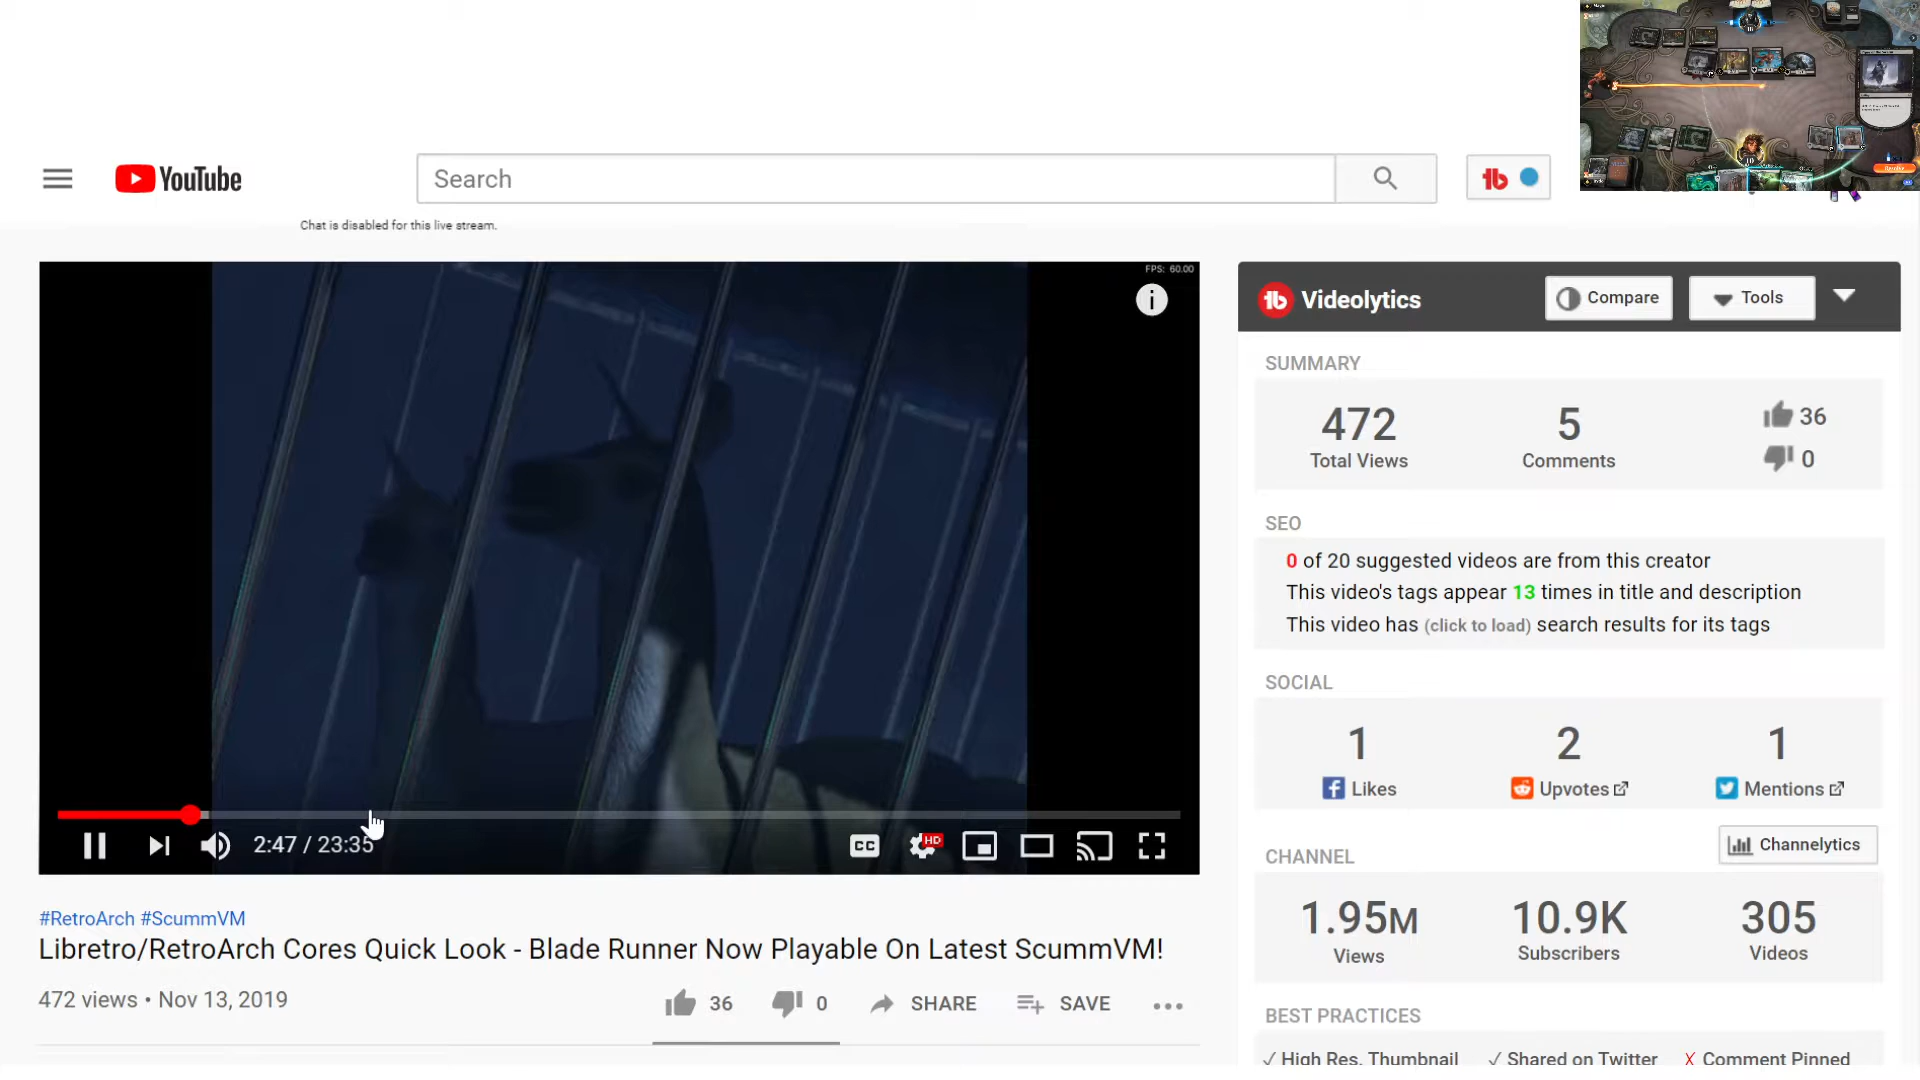 YouTube
Search
Chat is disabled for this live stream.
FPS: 60.00
2:47 / 23:35
CC
HD
#RetroArch #ScummVM
Libretro/RetroArch Cores Quick Look - Blade Runner Now Playable On Latest ScummVM!
472 views • Nov 13, 2019
36
0
SHARE
SAVE
Videolytics
Compare
Tools
SUMMARY
472
Total Views
5
Comments
36
0
SEO
0 of 20 suggested videos are from this creator
This video's tags appear 13 times in title and description
This video has (click to load) search results for its tags
SOCIAL
1
Likes
2
Upvotes
1
Mentions
CHANNEL
Channelytics
1.95M
Views
10.9K
Subscribers
305
Videos
BEST PRACTICES
✓ High Res. Thumbnail
✓ Shared on Twitter
X Comment Pinned